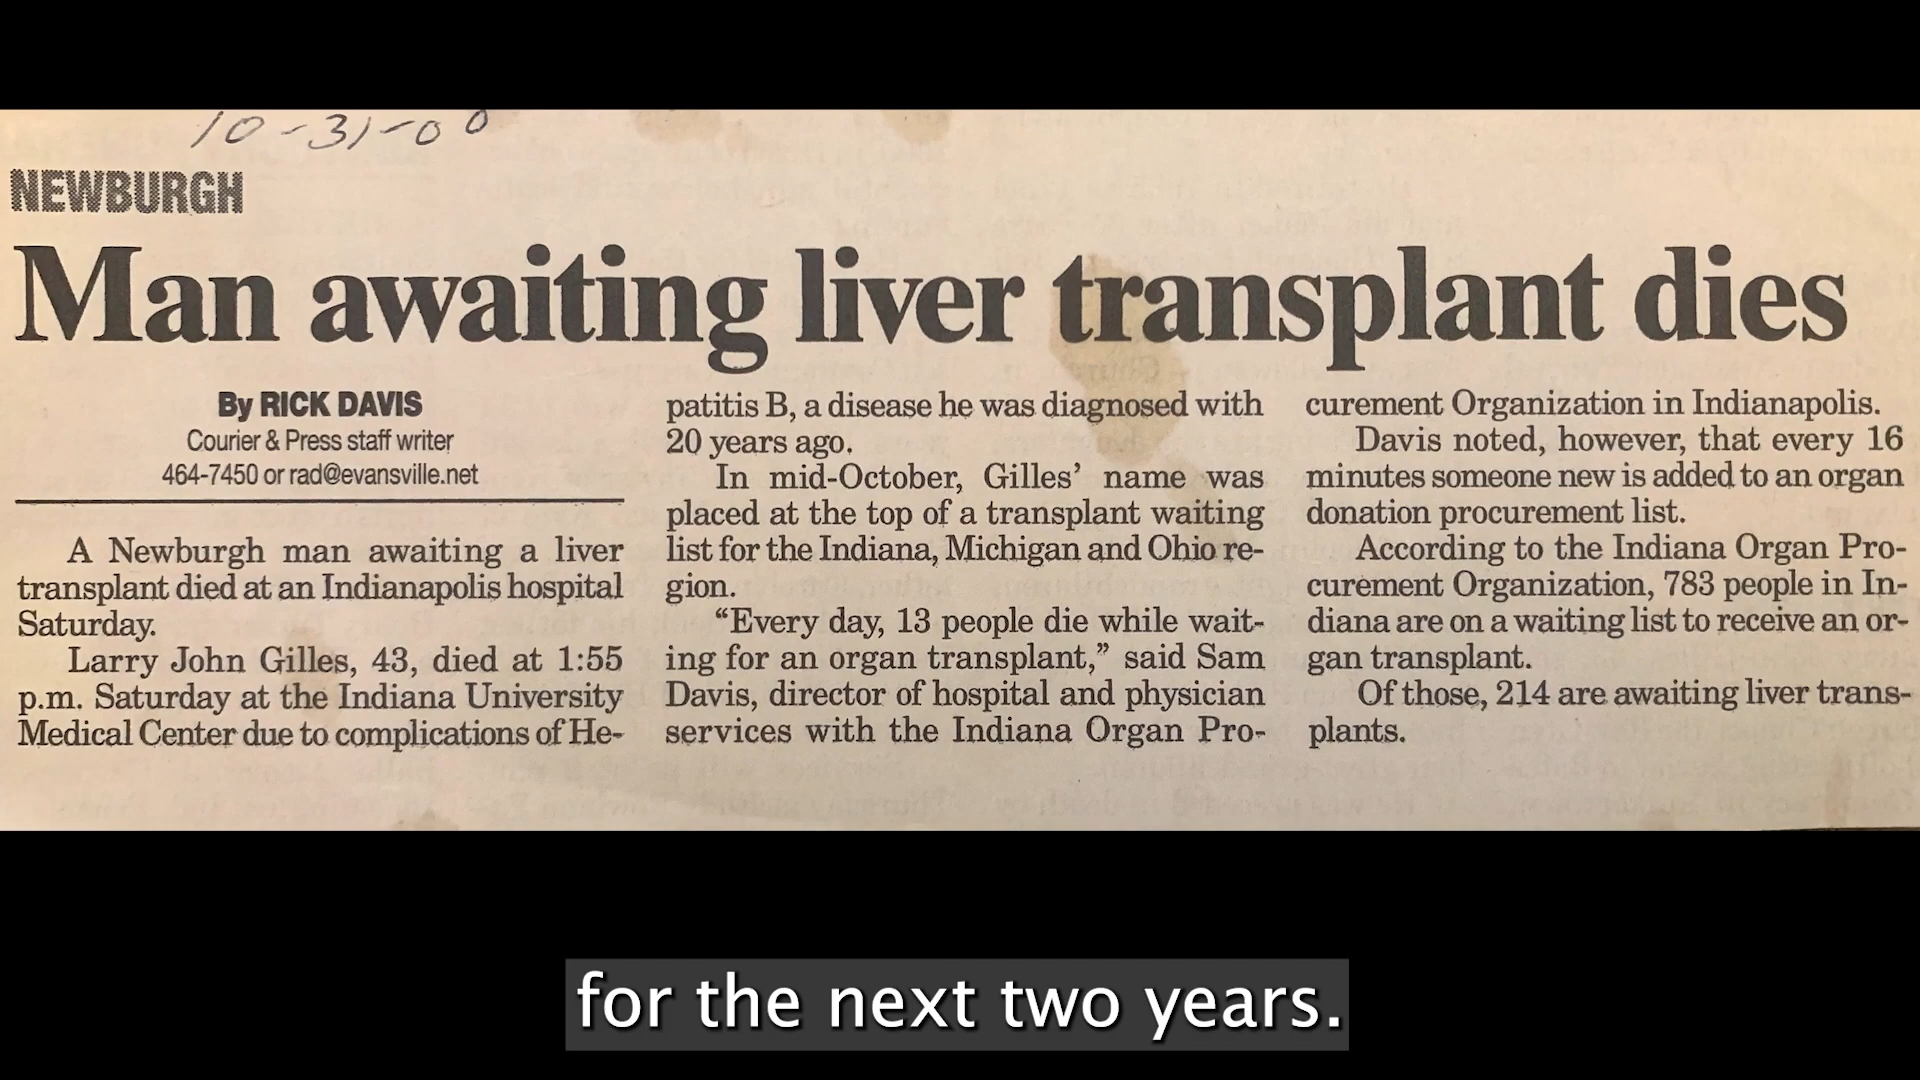 10-31-00
NEWBURGH
Man awaiting liver transplant dies
By RICK DAVIS
Courier & Press staff writer
464-7450 or rad@evansville.net
A Newburgh man awaiting a liver
transplant died at an Indianapolis hospital
Saturday.
Larry John Gilles, 43, died at 1:55
p.m. Saturday at the Indiana University
Medical Center due to complications of He-
patitis B, a disease he was diagnosed with
20 years ago.
In mid-October, Gilles’ name was
placed at the top of a transplant waiting
list for the Indiana, Michigan and Ohio re-
gion.
“Every day, 13 people die while wait-
ing for an organ transplant,” said Sam
Davis, director of hospital and physician
services with the Indiana Organ Pro-
curement Organization in Indianapolis.
Davis noted, however, that every 16
minutes someone new is added to an organ
donation procurement list.
According to the Indiana Organ Pro-
curement Organization, 783 people in In-
diana are on a waiting list to receive an or-
gan transplant.
Of those, 214 are awaiting liver trans-
plants.
for the next two years.